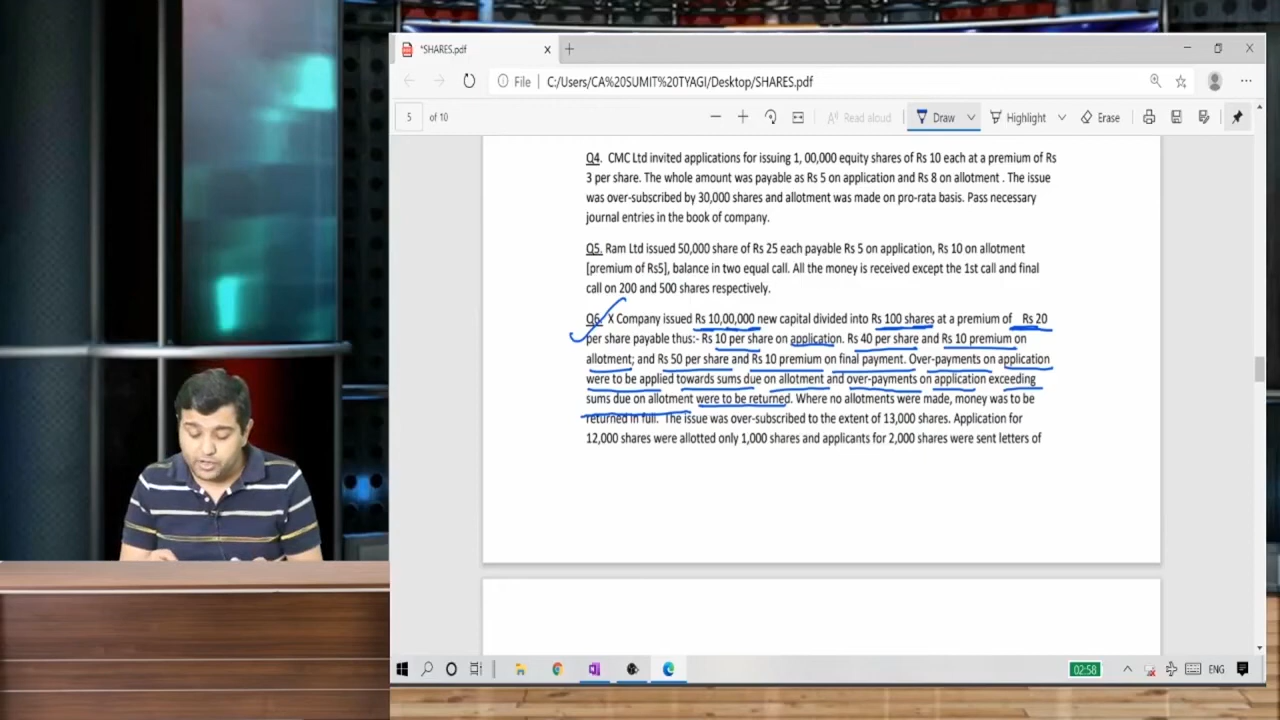 *SHARES.pdf
File C:/Users/CA%20SUMIT%20TYAGI/Desktop/SHARES.pdf
5 of 10 Read aloud Draw Highlight Erase
Q4. CMC Ltd invited applications for issuing 1, 00,000 equity shares of Rs 10 each at a premium of Rs
3 per share. The whole amount was payable as Rs 5 on application and Rs 8 on allotment . The issue
was over-subscribed by 30,000 shares and allotment was made on pro-rata basis. Pass necessary
journal entries in the book of company.
Q5. Ram Ltd issued 50,000 share of Rs 25 each payable Rs 5 on application, Rs 10 on allotment
[premium of Rs5], balance in two equal call. All the money is received except the 1st call and final
call on 200 and 500 shares respectively.
Q6. X Company issued Rs 10,00,000 new capital divided into Rs 100 shares at a premium of Rs 20
per share payable thus:- Rs 10 per share on application. Rs 40 per share and Rs 10 premium on
allotment; and Rs 50 per share and Rs 10 premium on final payment. Over-payments on application
were to be applied towards sums due on allotment and over-payments on application exceeding
sums due on allotment were to be returned. Where no allotments were made, money was to be
returned in full. The issue was over-subscribed to the extent of 13,000 shares. Application for
12,000 shares were allotted only 1,000 shares and applicants for 2,000 shares were sent letters of
02:58 ENG